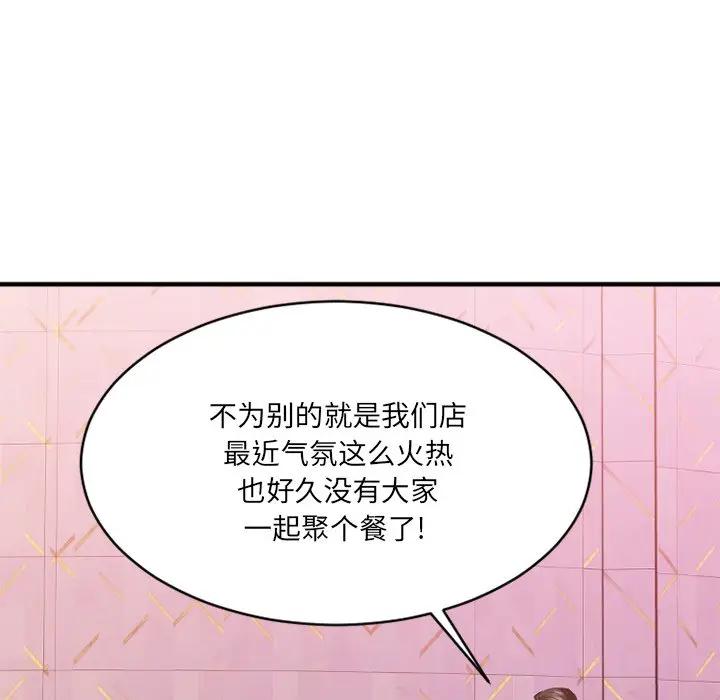 不为别的就是我们店
最近气氛这么火热
也好久没有大家
一起聚个餐了!